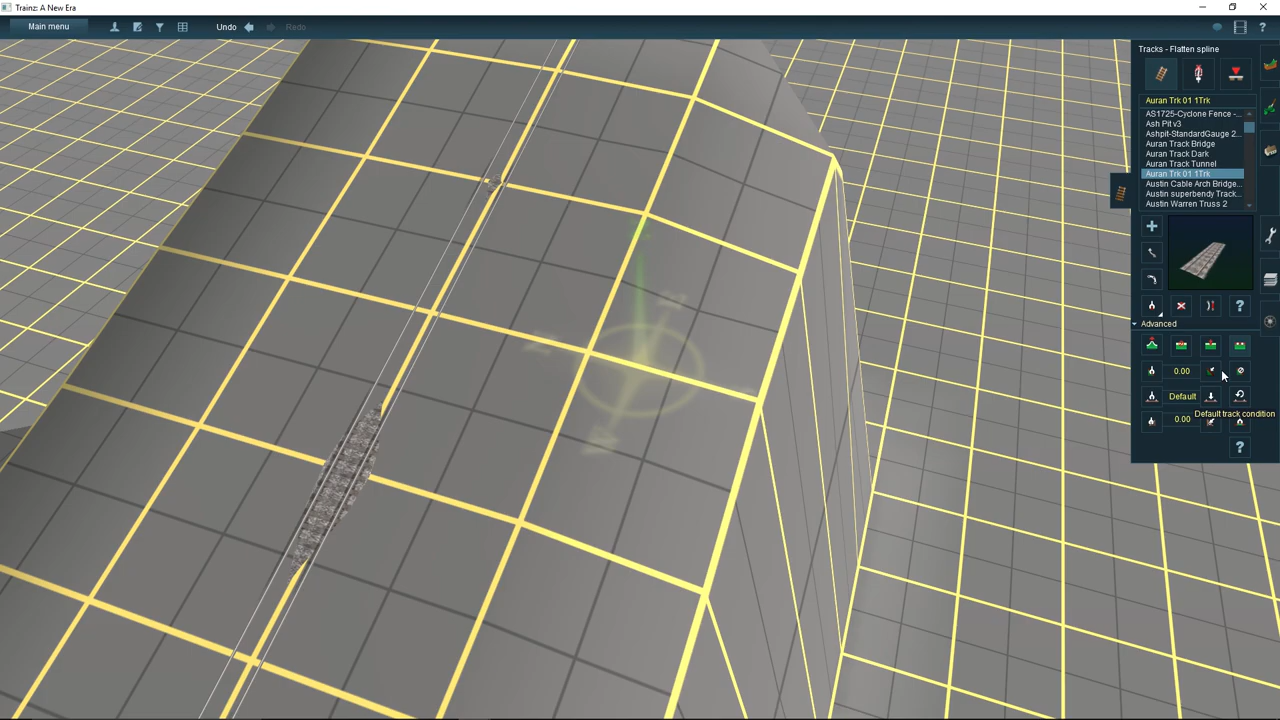 Trainz: A New Era
Main menu
Undo
Redo
Tracks - Flatten spline
Auran Trk 01 1Trk
AS1725-Cyclone Fence -...
Ash Pit v3
Ashpit-StandardGauge 2...
Auran Track Bridge
Auran Track Dark
Auran Track Tunnel
Auran Trk 01 1Trk
Austin Cable Arch Bridge...
Austin superbendy Track...
Austin Warren Truss 2
Advanced
0.00
Default
Default track condition
0.00